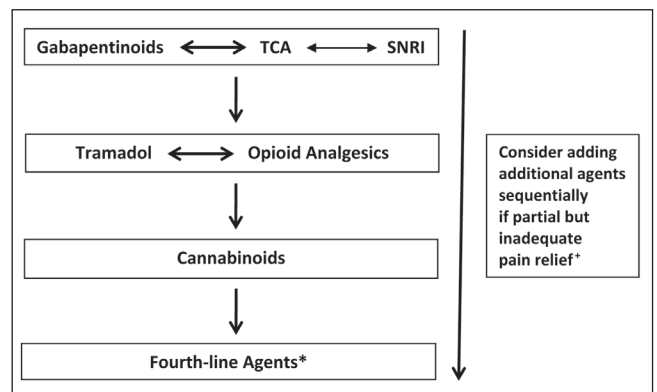 Gabapentinoids TCA SNRI
Tramadol Opioid Analgesics
Cannabinoids
Fourth-line Agents*
Consider adding
additional agents
sequentially
if partial but
inadequate
pain relief+